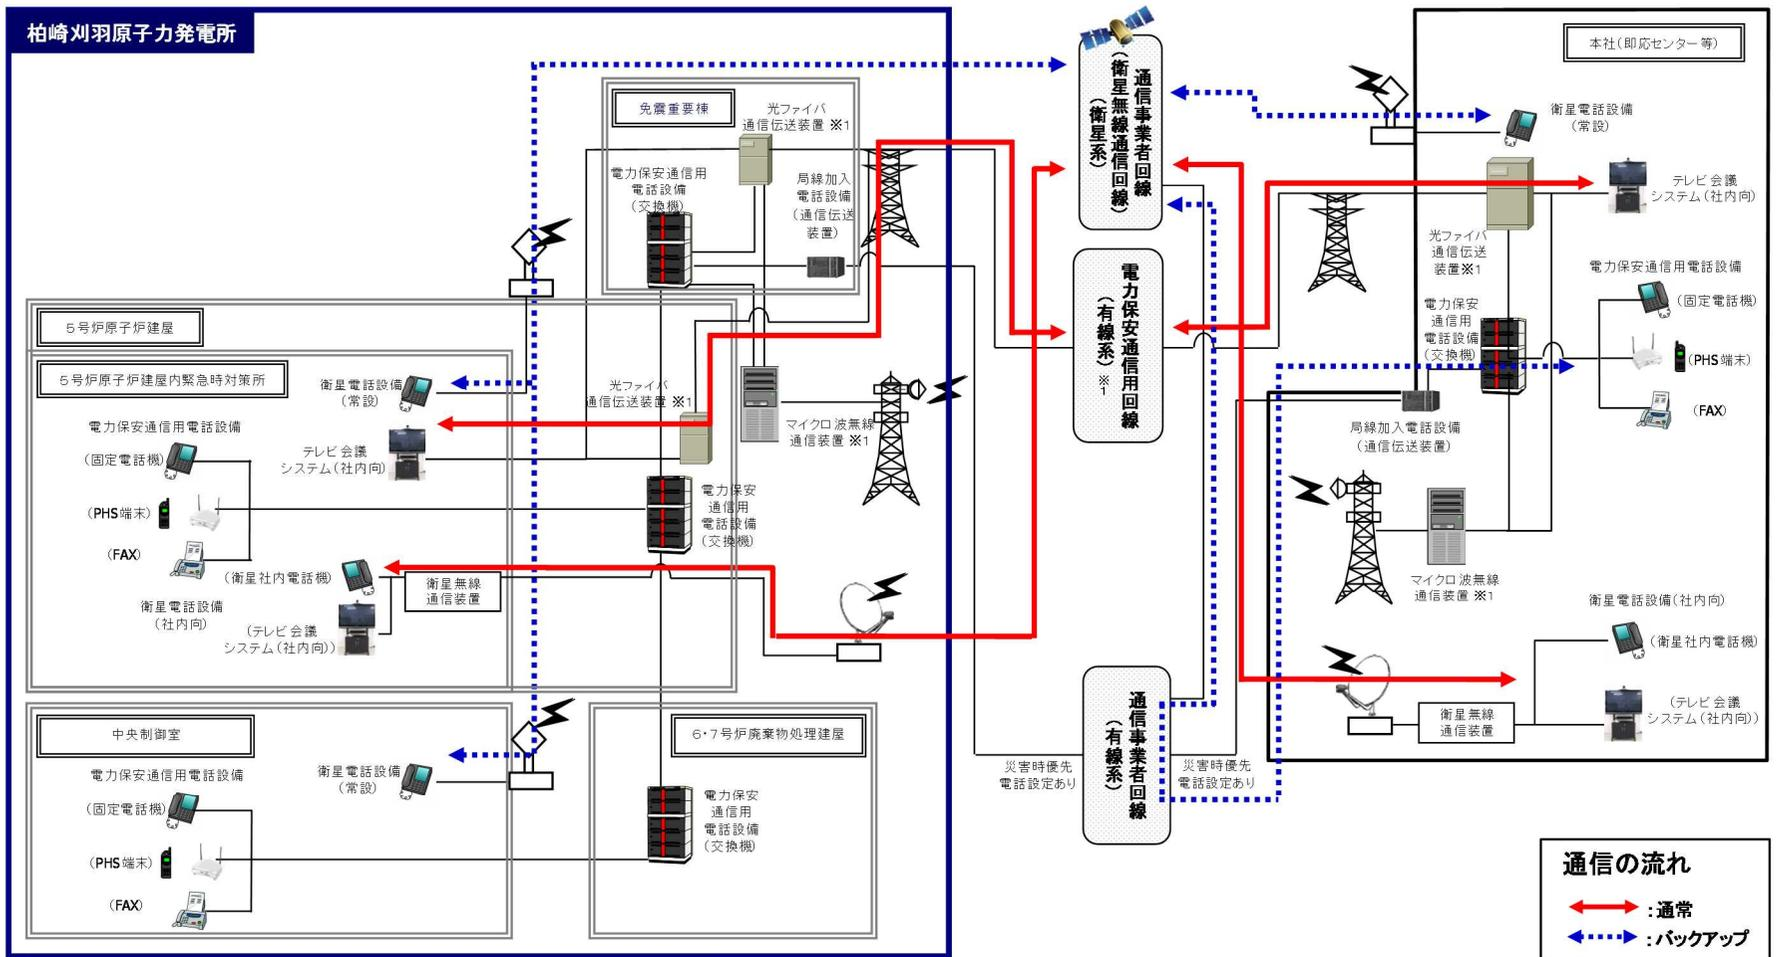 柏崎刈羽原子力発電所
免震重要棟
光ファイバ
通信伝送装置 ※1
電力保安通信用
電話設備
(交換機)
局線加入
電話設備
(通信伝送
装置)
5号炉原子炉建屋
5号炉原子炉建屋内緊急時対策所
衛星電話設備
(常設)
光ファイバ
通信伝送装置 ※1
マイクロ波無線
通信装置 ※1
電力保安通信用電話設備
(固定電話機)
テレビ会議
システム(社内向)
(PHS端末)
(FAX)
電力保安
通信用
電話設備
(交換機)
(衛星社内電話機)
衛星無線
通信装置
衛星電話設備
(社内向)
(テレビ会議
システム(社内向))
中央制御室
電力保安通信用電話設備
(固定電話機)
(PHS端末)
(FAX)
衛星電話設備
(常設)
6・7号炉廃棄物処理建屋
電力保安
通信用
電話設備
(交換機)
通信事業者回線
(衛星無線通信回線)
(衛星系)
電力保安通信用回線
(有線系)
※1
通信事業者回線
(有線系)
災害時優先
電話設定あり
災害時優先
電話設定あり
本社(即応センター等)
衛星電話設備
(常設)
テレビ会議
システム(社内向)
光ファイバ
通信伝送
装置※1
電力保安通信用電話設備
(固定電話機)
電力保安
通信用
電話設備
(交換機)
(PHS端末)
(FAX)
局線加入電話設備
(通信伝送装置)
マイクロ波無線
通信装置 ※1
衛星電話設備(社内向)
(衛星社内電話機)
衛星無線
通信装置
(テレビ会議
システム(社内向))
通信の流れ
:通常
:バックアップ